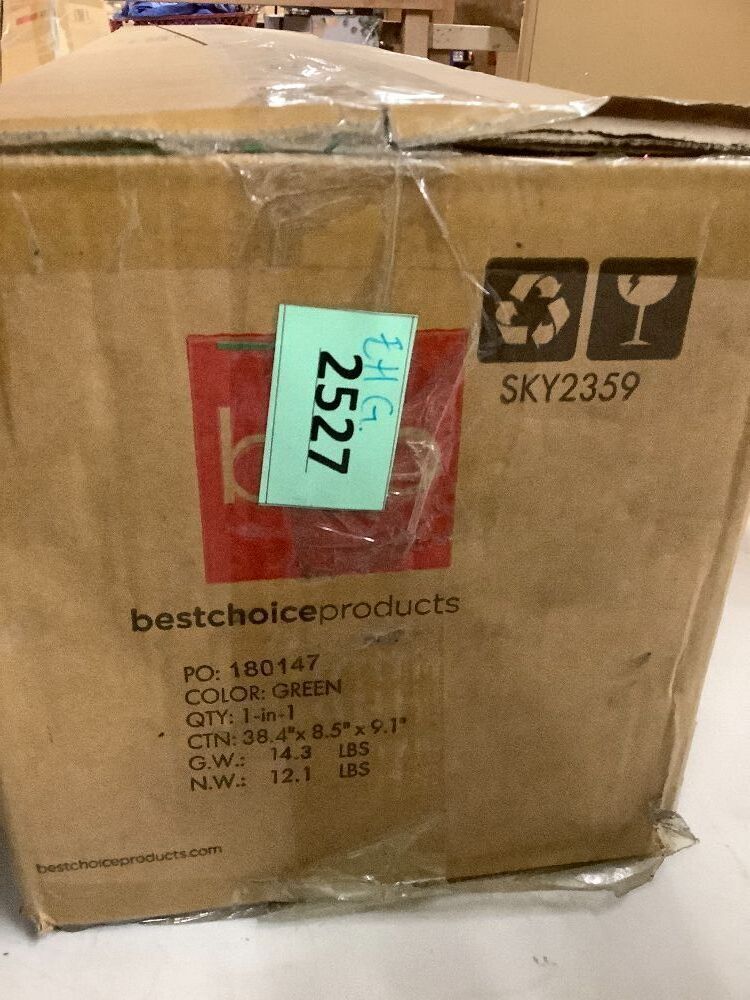 EHG.
2527
SKY2359
bestchoiceproducts
PO: 180147
COLOR: GREEN
QTY: 1-in-1
CTN: 38.4"x 8.5" x 9.1"
G.W.: 14.3 LBS
N.W.: 12.1 LBS
bestchoiceproducts.com